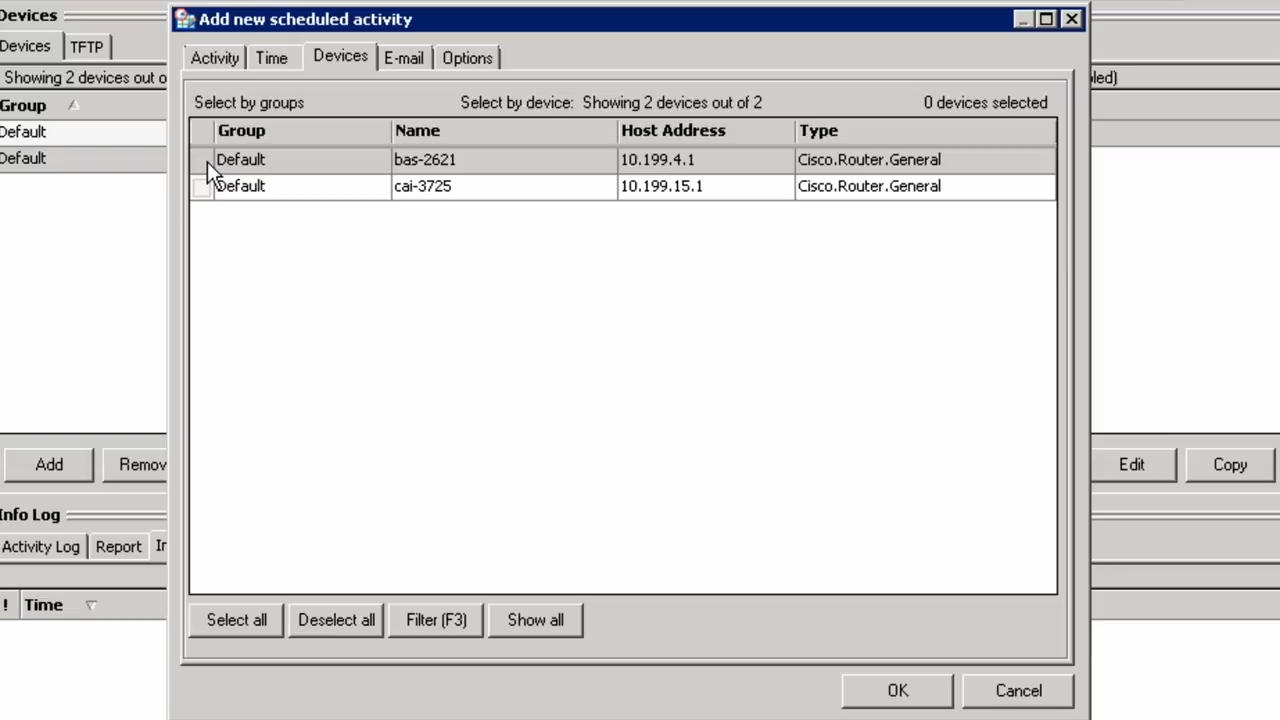 Devices
Add new scheduled activity
Devices TFTP
Activity Time Devices E-mail Options
Showing 2 devices out o
Select by groups Select by device: Showing 2 devices out of 2 0 devices selected
Group
Group Name Host Address Type
Default
Default bas-2621 10.199.4.1 Cisco.Router.General
Default
Default cai-3725 10.199.15.1 Cisco.Router.General
Add Remov
Edit Copy
Info Log
Activity Log Report In
! Time
Select all Deselect all Filter (F3) Show all
OK Cancel